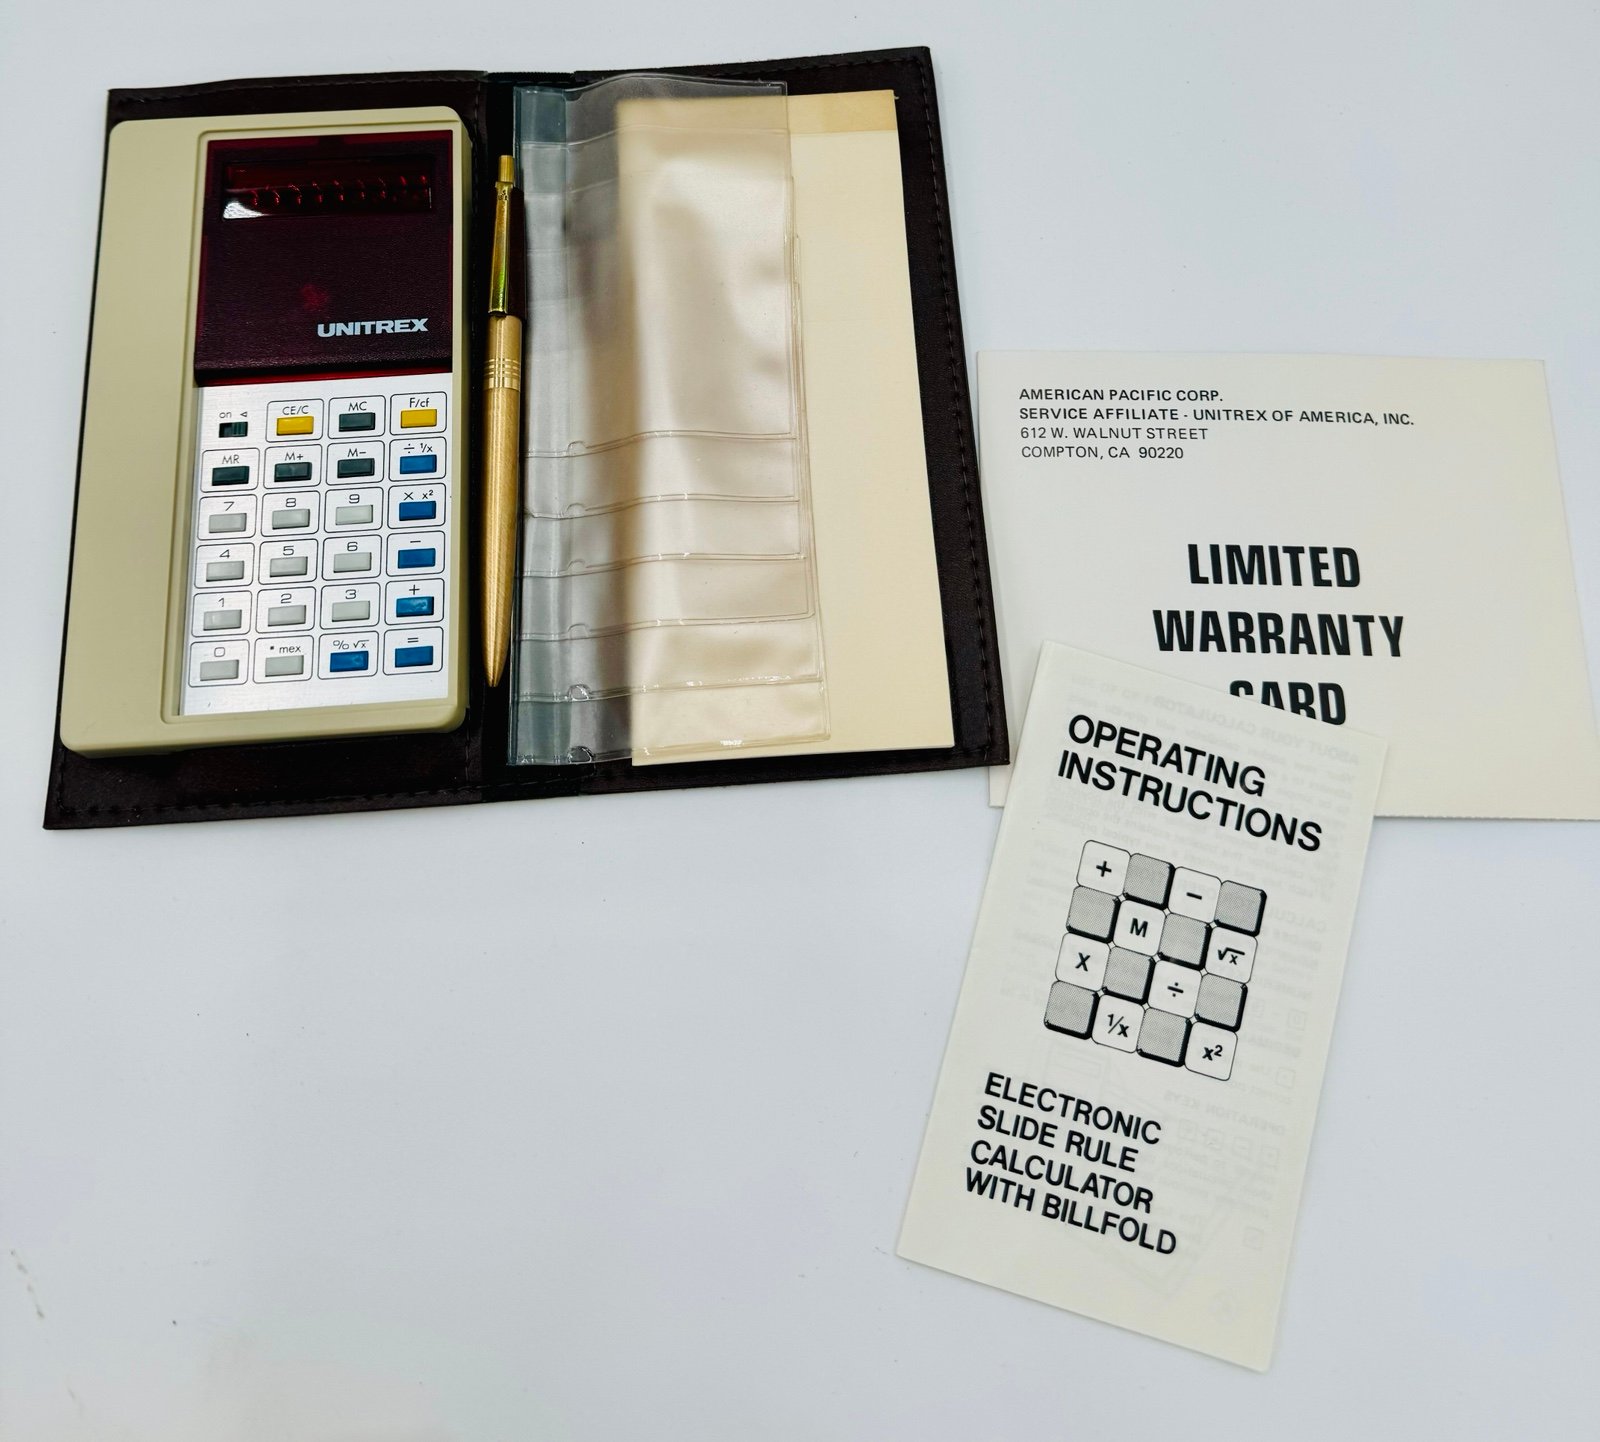 UNITREX
on
CE/C
MC
F/cf
MR
M+
M-
÷ 1/x
7
8
9
X x²
4
5
6
-
1
2
3
+
0
• mex
% √x
=
AMERICAN PACIFIC CORP.
SERVICE AFFILIATE - UNITREX OF AMERICA, INC.
612 W. WALNUT STREET
COMPTON, CA 90220
LIMITED
WARRANTY
CARD
OPERATING
INSTRUCTIONS
+ -
M √x
X ÷
1/x x²
ELECTRONIC
SLIDE RULE
CALCULATOR
WITH BILLFOLD